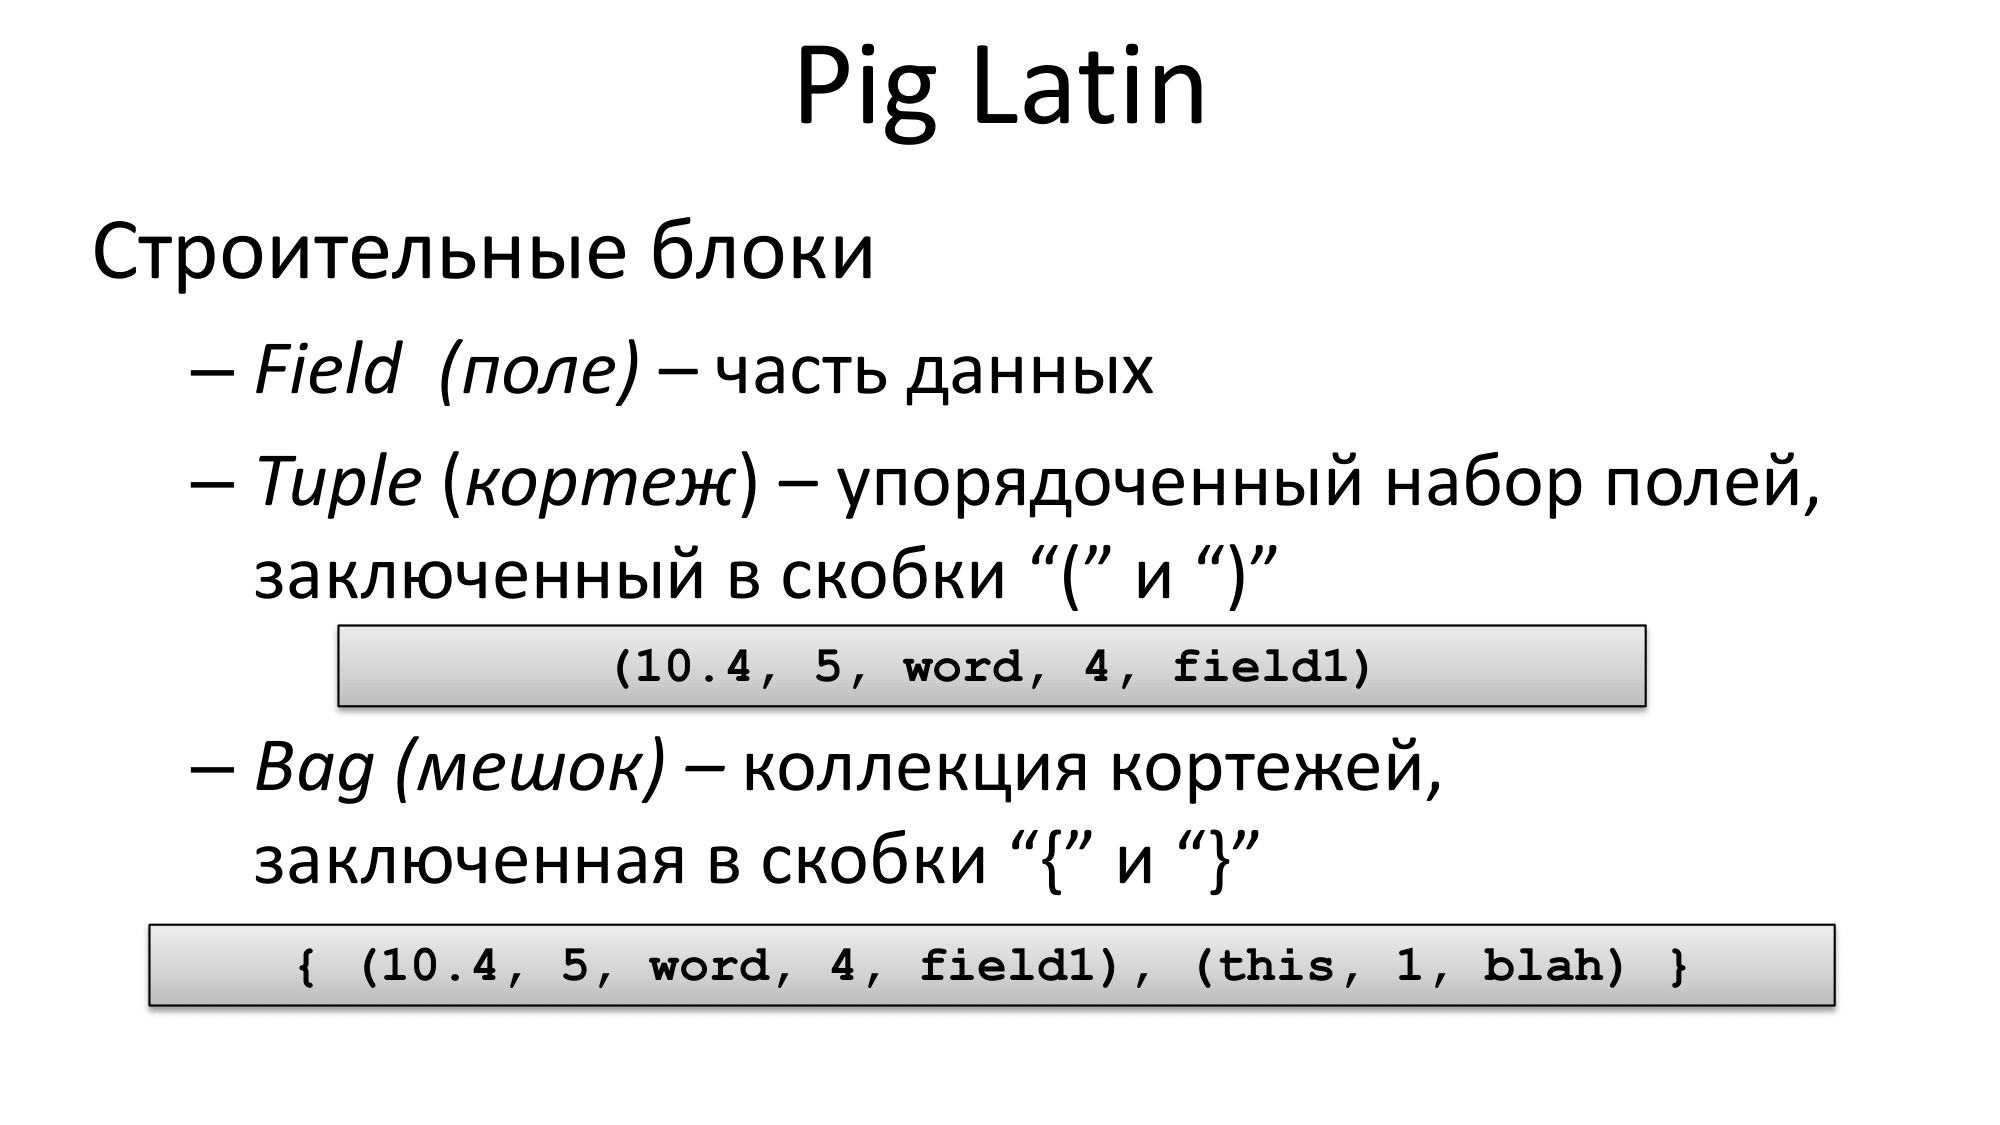 Pig Latin
Строительные блоки
– Field  (поле) – часть данных
– Tuple (кортеж) – упорядоченный набор полей,
заключенный в скобки “(” и “)”
(10.4, 5, word, 4, field1)
– Bag (мешок) – коллекция кортежей,
заключенная в скобки “{” и “}”
{ (10.4, 5, word, 4, field1), (this, 1, blah) }